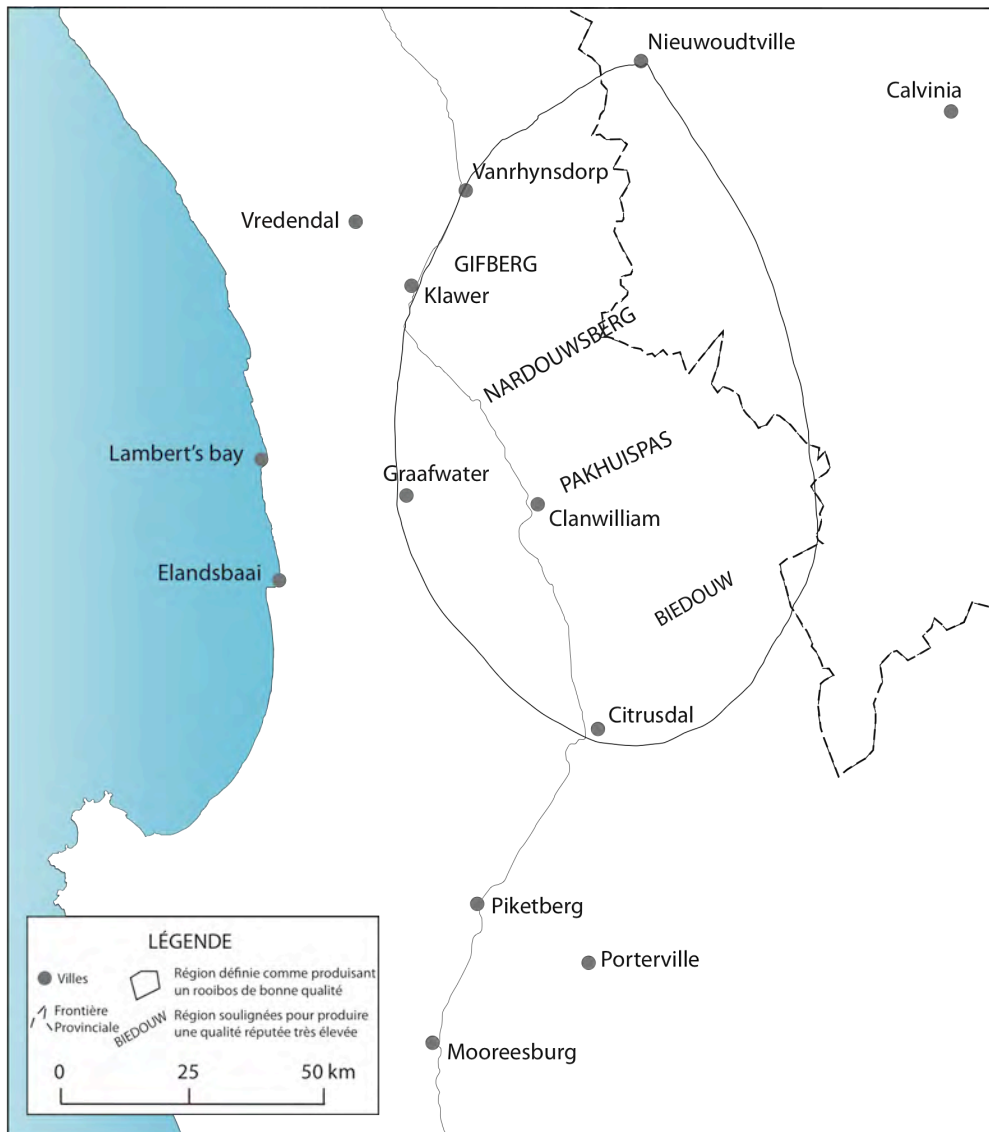 Nieuwoudtville
Calvinia
Vanrhynsdorp
Vredendal
GIFBERG
Klawer
NARDOUWSBERG
Lambert's bay
PAKHUISPAS
Graafwater
Clanwilliam
Elandsbaai
BIEDOUW
Citrusdal
Piketberg
Porterville
Mooreesburg
LÉGENDE
Villes
Région définie comme produisant
un rooibos de bonne qualité
Frontière
Provinciale
BIEDOUW
Région soulignées pour produire
une qualité réputée très élevée
0 25 50 km